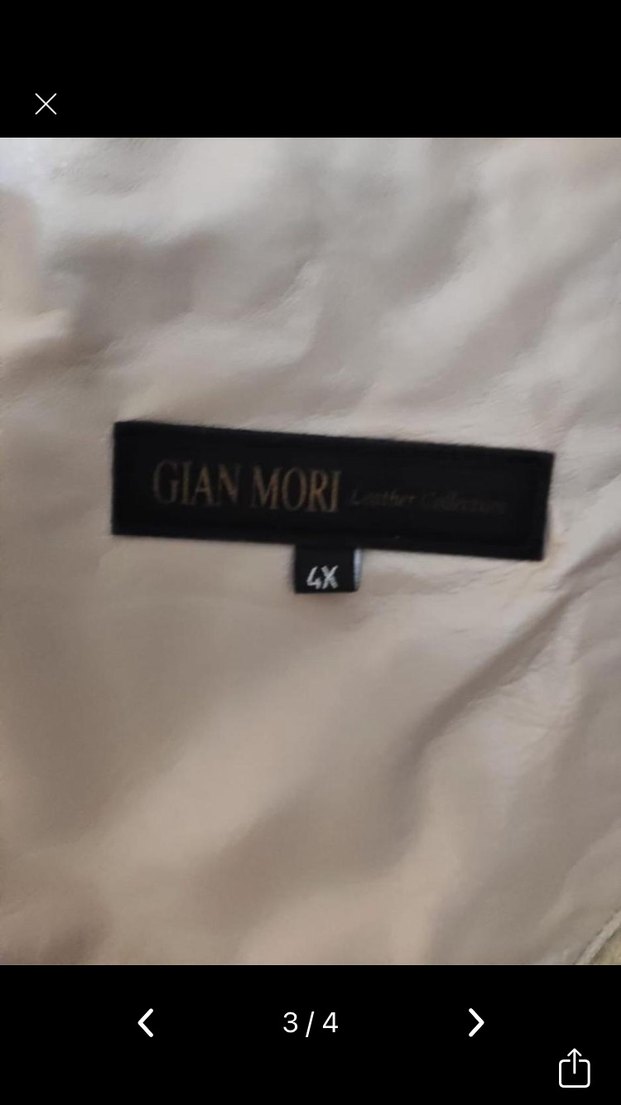 GIAN MORI Leather Collection
4X
3 / 4